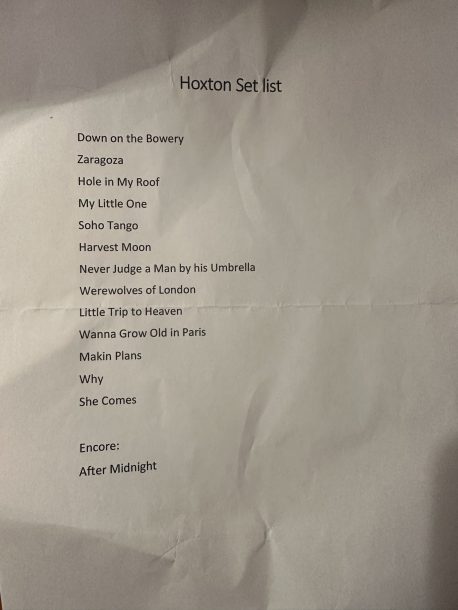 Hoxton Set list
Down on the Bowery
Zaragoza
Hole in My Roof
My Little One
Soho Tango
Harvest Moon
Never Judge a Man by his Umbrella
Werewolves of London
Little Trip to Heaven
Wanna Grow Old in Paris
Makin Plans
Why
She Comes
Encore:
After Midnight